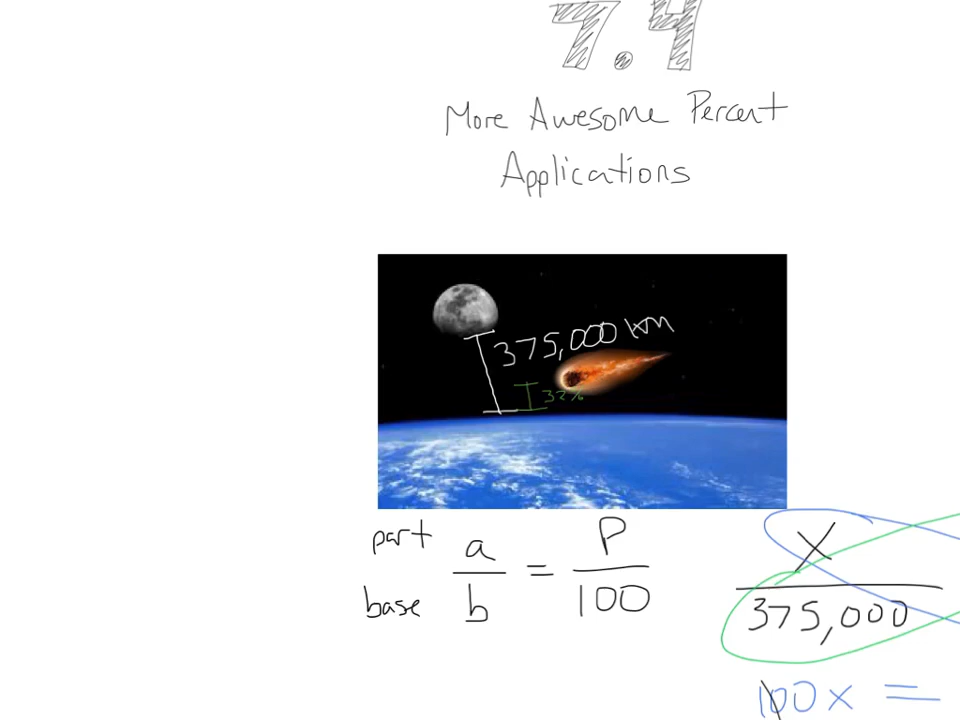 7.4
More Awesome Percent
Applications
375,000 km
32%
part a/b = P/100
base
x/375,000
100x =